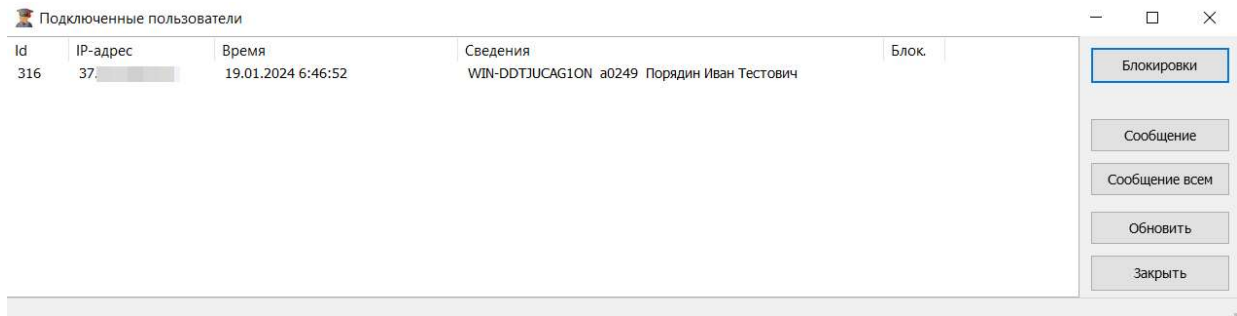 Подключенные пользователи
Id IP-адрес Время Сведения Блок.
316 37. 19.01.2024 6:46:52 WIN-DDTJUCAG1ON a0249 Порядин Иван Тестович
Блокировки
Сообщение
Сообщение всем
Обновить
Закрыть